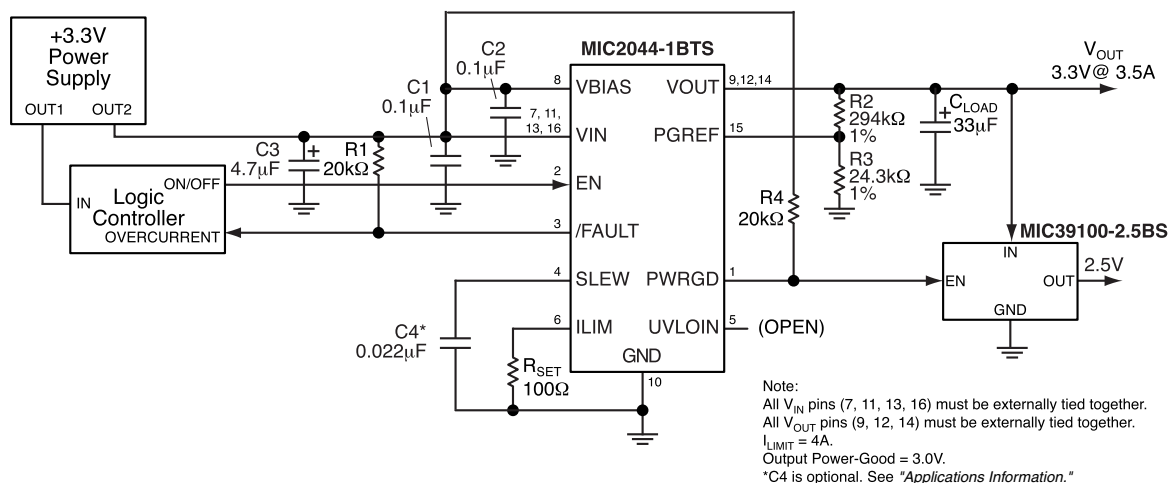 +3.3V
Power
Supply
OUT1
OUT2
MIC2044-1BTS
C2
0.1µF
C1
0.1µF
8
VBIAS
7, 11,
13, 16
VIN
VOUT
9,12,14
PGREF
15
R2
294kΩ
1%
R3
24.3kΩ
1%
CLOAD
+
33µF
VOUT
3.3V@ 3.5A
C3
+
4.7µF
R1
20kΩ
2
EN
ON/OFF
IN
Logic
Controller
OVERCURRENT
3
/FAULT
R4
20kΩ
4
SLEW
PWRGD
1
MIC39100-2.5BS
IN
EN
OUT
GND
2.5V
C4*
0.022µF
6
ILIM
UVLOIN
5
(OPEN)
RSET
100Ω
GND
10
Note:
All VIN pins (7, 11, 13, 16) must be externally tied together.
All VOUT pins (9, 12, 14) must be externally tied together.
ILIMIT = 4A.
Output Power-Good = 3.0V.
*C4 is optional. See "Applications Information."